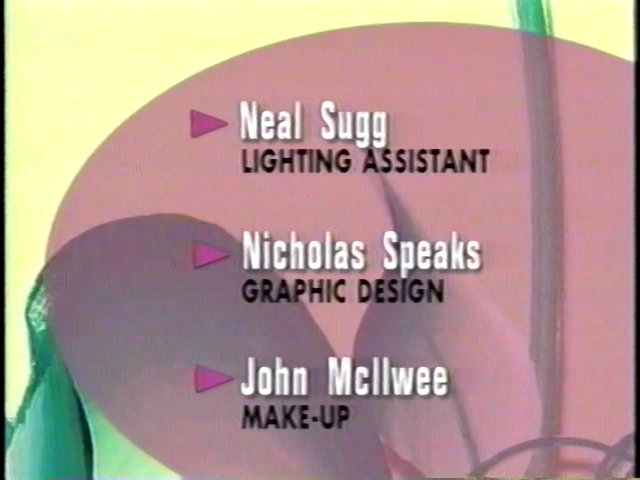 Neal Sugg
LIGHTING ASSISTANT
Nicholas Speaks
GRAPHIC DESIGN
John McIlwee
MAKE-UP